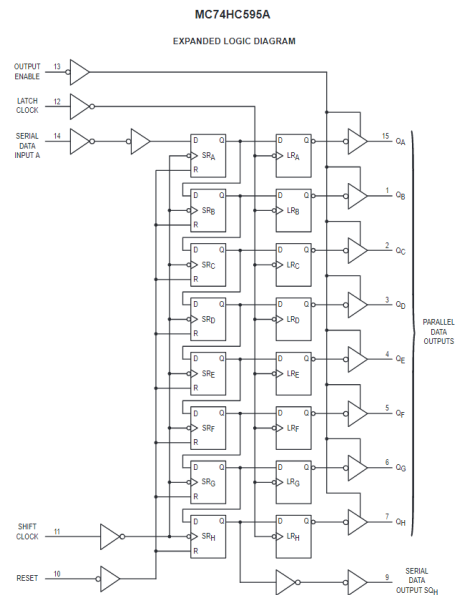 MC74HC595A
EXPANDED LOGIC DIAGRAM
OUTPUT ENABLE 13
LATCH CLOCK 12
SERIAL DATA INPUT A 14
D Q SRA R D Q LRA 15 QA
D Q SRB R D Q LRB 1 QB
D Q SRC R D Q LRC 2 QC
D Q SRD R D Q LRD 3 QD
PARALLEL DATA OUTPUTS
D Q SRE R D Q LRE 4 QE
D Q SRF R D Q LRF 5 QF
D Q SRG R D Q LRG 6 QG
SHIFT CLOCK 11
D Q SRH R D Q LRH 7 QH
RESET 10
9 SERIAL DATA OUTPUT SQH